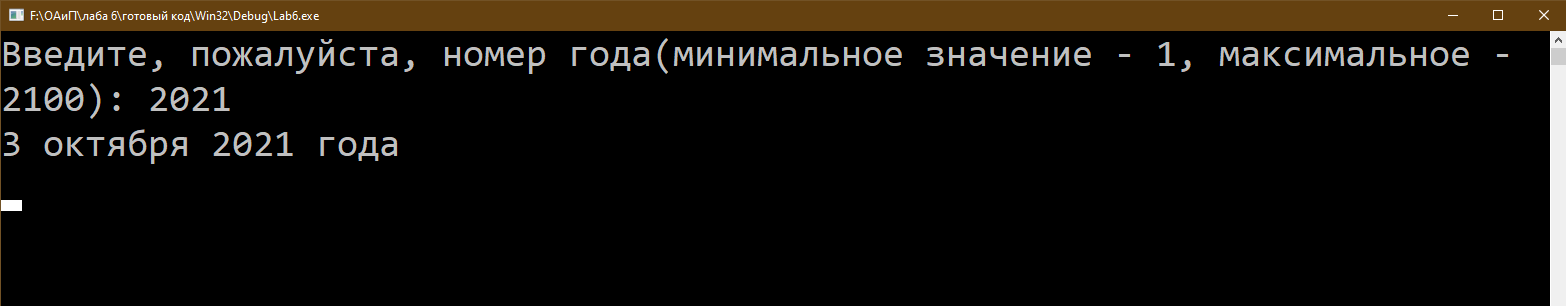 F:\ОАиП\лаба 6\готовый код\Win32\Debug\Lab6.exe
Введите, пожалуйста, номер года(минимальное значение - 1, максимальное -
2100): 2021
3 октября 2021 года